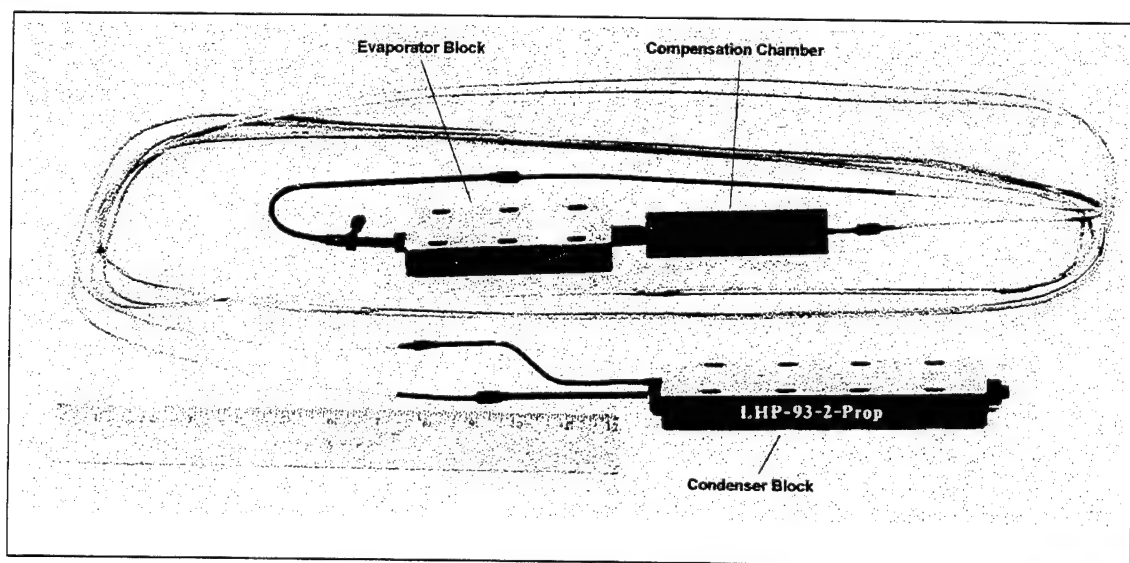 Evaporator Block
Compensation Chamber
LHP-93-2-Prop
Condenser Block